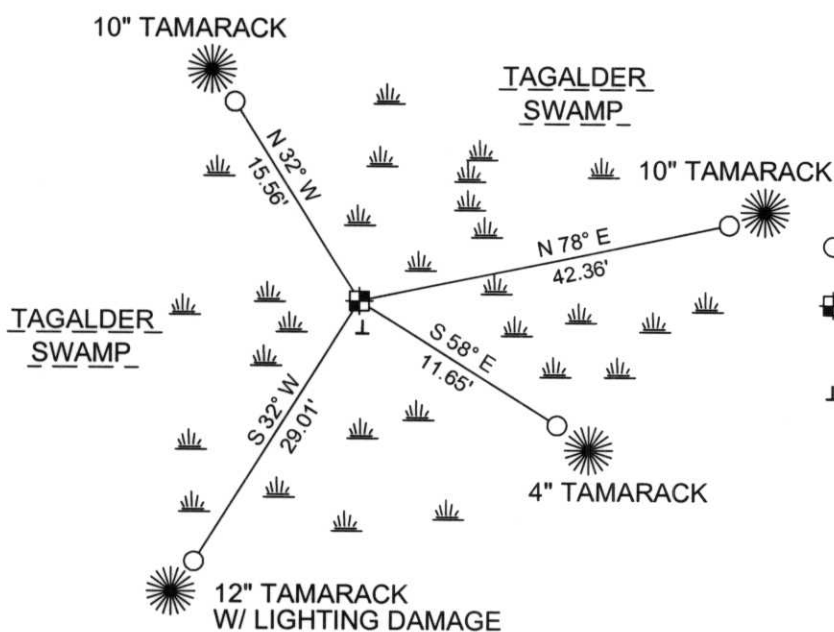 10" TAMARACK
TAGALDER
SWAMP
N 32° W
15.56'
10" TAMARACK
N 78° E
42.36'
TAGALDER
SWAMP
S 58° E
11.65'
S 32° W
29.01'
4" TAMARACK
12" TAMARACK
W/ LIGHTING DAMAGE